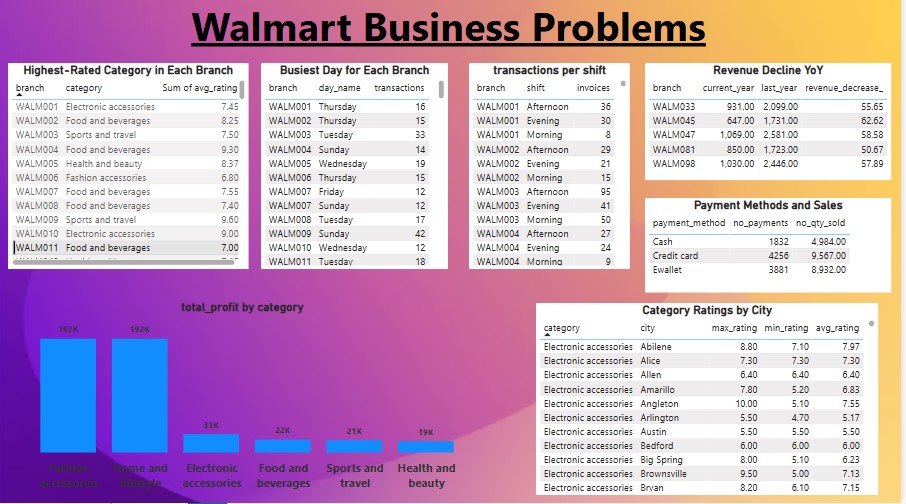 Walmart Business Problems
Highest-Rated Category in Each Branch
branch category Sum of avg_rating
WALM001 Electronic accessories 7.45
WALM002 Food and beverages 8.25
WALM003 Sports and travel 7.50
WALM004 Food and beverages 9.30
WALM005 Health and beauty 8.37
WALM006 Fashion accessories 6.80
WALM007 Food and beverages 7.55
WALM008 Food and beverages 7.40
WALM009 Sports and travel 9.60
WALM010 Electronic accessories 9.00
WALM011 Food and beverages 7.00
Busiest Day for Each Branch
branch day_name transactions
WALM001 Thursday 16
WALM002 Thursday 15
WALM003 Tuesday 33
WALM004 Sunday 14
WALM005 Wednesday 19
WALM006 Thursday 15
WALM007 Friday 12
WALM007 Sunday 12
WALM008 Tuesday 17
WALM009 Sunday 42
WALM010 Wednesday 12
WALM011 Tuesday 18
transactions per shift
branch shift invoices
WALM001 Afternoon 36
WALM001 Evening 30
WALM001 Morning 8
WALM002 Afternoon 29
WALM002 Evening 21
WALM002 Morning 15
WALM003 Afternoon 95
WALM003 Evening 41
WALM003 Morning 50
WALM004 Afternoon 27
WALM004 Evening 24
WALM004 Morning 9
Revenue Decline YoY
branch current_year last_year revenue_decrease_
WALM033 931.00 2,099.00 55.65
WALM045 647.00 1,731.00 62.62
WALM047 1,069.00 2,581.00 58.58
WALM081 850.00 1,723.00 50.67
WALM098 1,030.00 2,446.00 57.89
Payment Methods and Sales
payment_method no_payments no_qty_sold
Cash 1832 4,984.00
Credit card 4256 9,567.00
Ewallet 3881 8,932.00
total_profit by category
192K 192K 31K 22K 21K 19K
Fashion accessories
Home and lifestyle
Electronic accessories
Food and beverages
Sports and travel
Health and beauty
Category Ratings by City
category city max_rating min_rating avg_rating
Electronic accessories Abilene 8.80 7.10 7.97
Electronic accessories Alice 7.30 7.30 7.30
Electronic accessories Allen 6.40 6.40 6.40
Electronic accessories Amarillo 7.80 5.20 6.83
Electronic accessories Angleton 10.00 5.10 7.55
Electronic accessories Arlington 5.50 4.70 5.17
Electronic accessories Austin 5.50 5.50 5.50
Electronic accessories Bedford 6.00 6.00 6.00
Electronic accessories Big Spring 8.00 5.10 6.23
Electronic accessories Brownsville 9.50 5.00 7.13
Electronic accessories Bryan 8.20 6.10 7.15